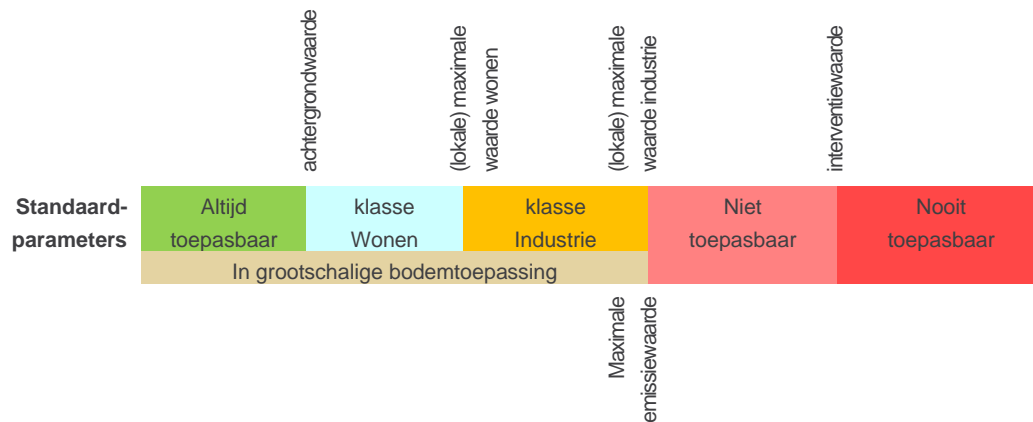 achtergrondwaarde
(lokale) maximale
waarde wonen
(lokale) maximale
waarde industrie
interventiewaarde
Standaard-
parameters
Altijd
toepasbaar
klasse
Wonen
klasse
Industrie
Niet
toepasbaar
Nooit
toepasbaar
In grootschalige bodemtoepassing
Maximale
emissiewaarde